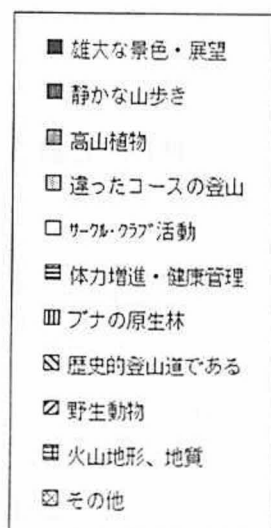 雄大な景色・展望
静かな山歩き
高山植物
違ったコースの登山
ｻｰｸﾙ・ｸﾗﾌﾞ活動
体力増進・健康管理
ブナの原生林
歴史的登山道である
野生動物
火山地形、地質
その他